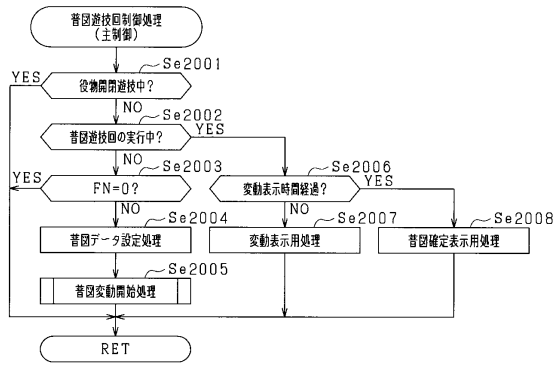 普図遊技回制御処理
(主制御)
Se2001
YES
役物開閉遊技中?
NO
Se2002
普図遊技回の実行中?
YES
NO
Se2003
YES
FN=0?
NO
Se2006
変動表示時間経過?
YES
NO
Se2004
普図データ設定処理
Se2007
変動表示用処理
Se2008
普図確定表示用処理
Se2005
普図変動開始処理
RET